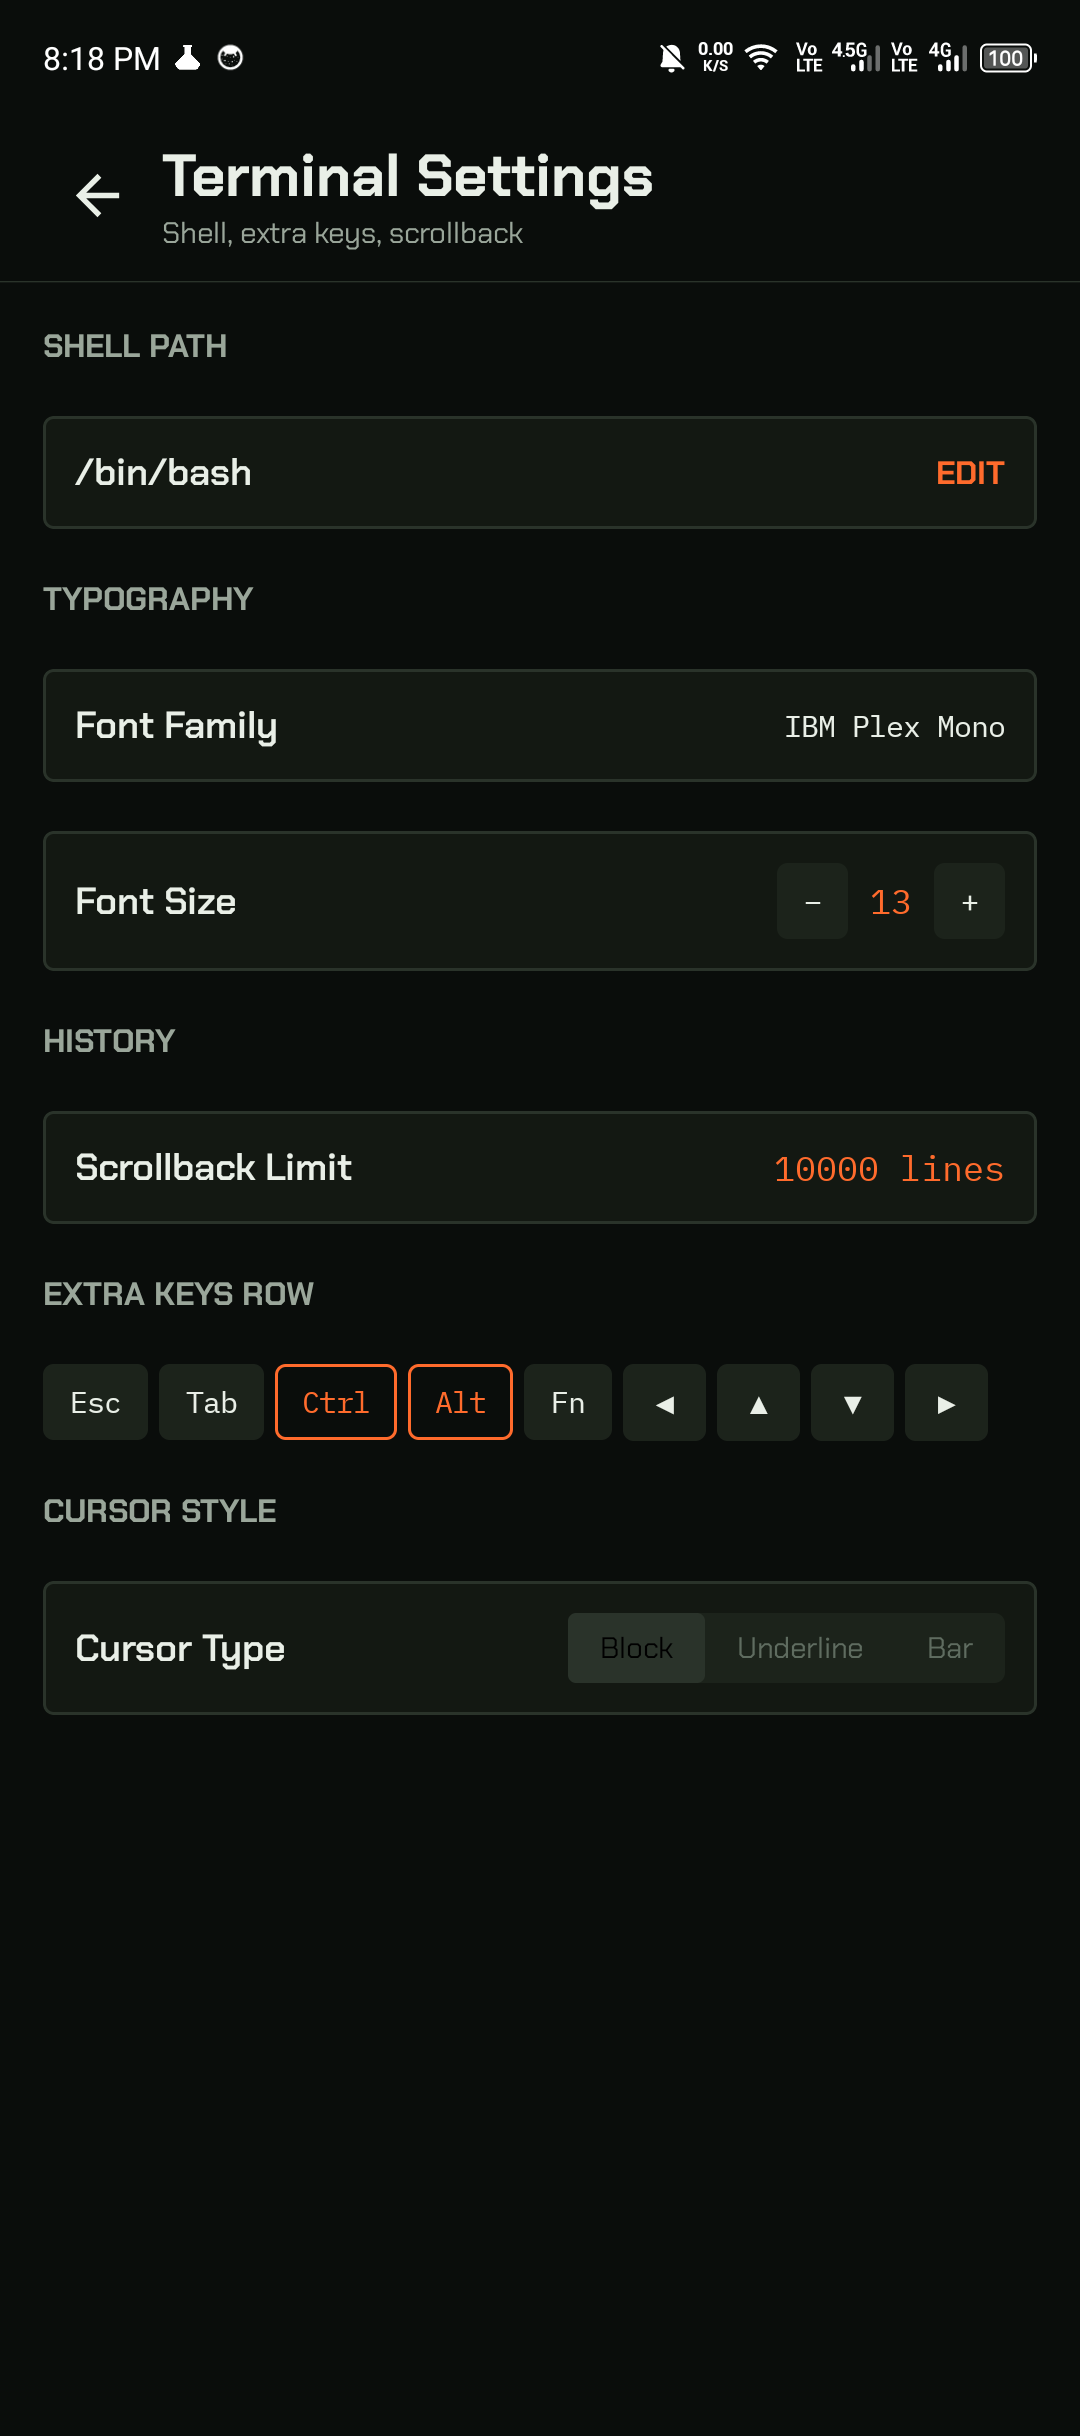 8:18 PM
0.00 K/S
Vo LTE
4.5G
Vo LTE
4G
100
Terminal Settings
Shell, extra keys, scrollback
SHELL PATH
/bin/bash EDIT
TYPOGRAPHY
Font Family IBM Plex Mono
Font Size − 13 +
HISTORY
Scrollback Limit 10000 lines
EXTRA KEYS ROW
Esc Tab Ctrl Alt Fn ◄ ▲ ▼ ►
CURSOR STYLE
Cursor Type Block Underline Bar